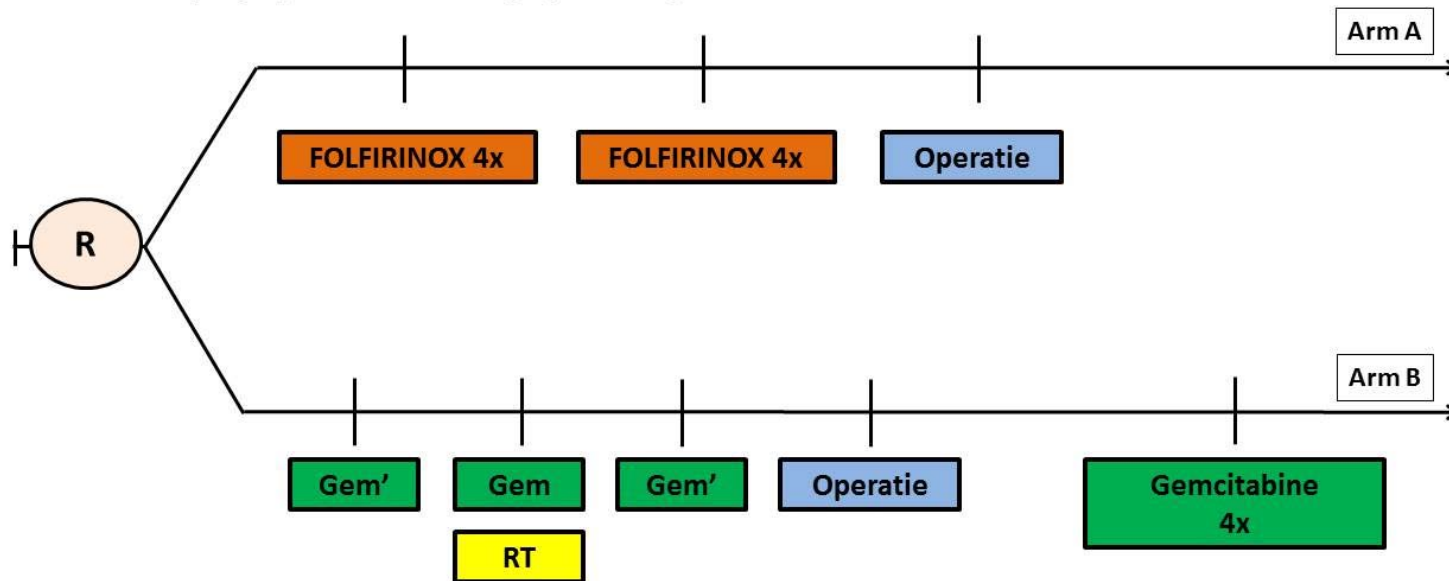 Arm A
FOLFIRINOX 4x
FOLFIRINOX 4x
Operatie
R
Arm B
Gem’
Gem
Gem’
Operatie
Gemcitabine
4x
RT